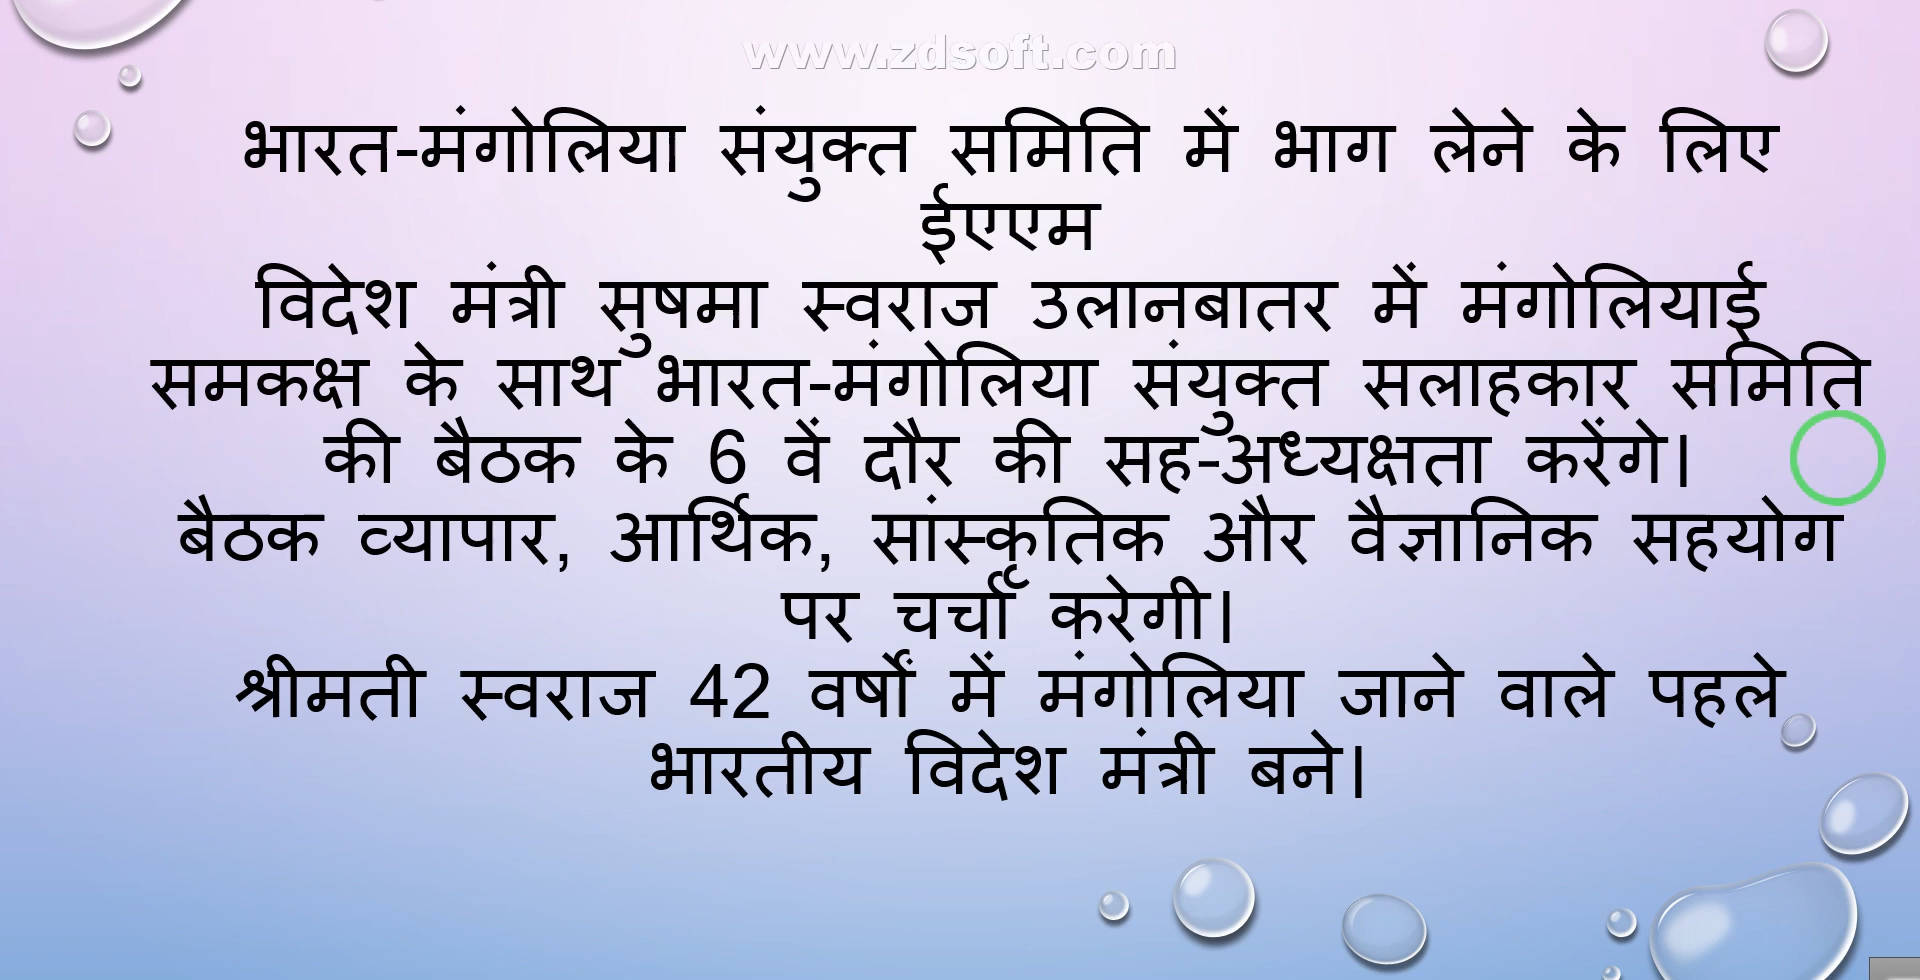 www.zdsoft.com
भारत-मंगोलिया संयुक्त समिति में भाग लेने के लिए
ईएएम
विदेश मंत्री सुषमा स्वराज उलानबातर में मंगोलियाई
समकक्ष के साथ भारत-मंगोलिया संयुक्त सलाहकार समिति
की बैठक के 6 वें दौर की सह-अध्यक्षता करेंगे।
बैठक व्यापार, आर्थिक, सांस्कृतिक और वैज्ञानिक सहयोग
पर चर्चा करेगी।
श्रीमती स्वराज 42 वर्षों में मंगोलिया जाने वाले पहले
भारतीय विदेश मंत्री बने।